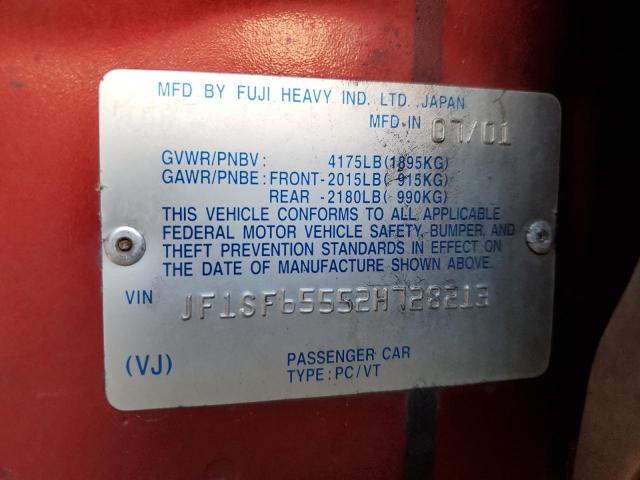 MFD BY FUJI HEAVY IND. LTD. JAPAN
MFD IN 07/01
GVWR/PNBV: 4175LB(1895KG)
GAWR/PNBE: FRONT-2015LB( 915KG)
REAR -2180LB( 990KG)
THIS VEHICLE CONFORMS TO ALL APPLICABLE
FEDERAL MOTOR VEHICLE SAFETY, BUMPER, AND
THEFT PREVENTION STANDARDS IN EFFECT ON
THE DATE OF MANUFACTURE SHOWN ABOVE.
VIN JF1SF65552H728213
(VJ) PASSENGER CAR
TYPE: PC/VT